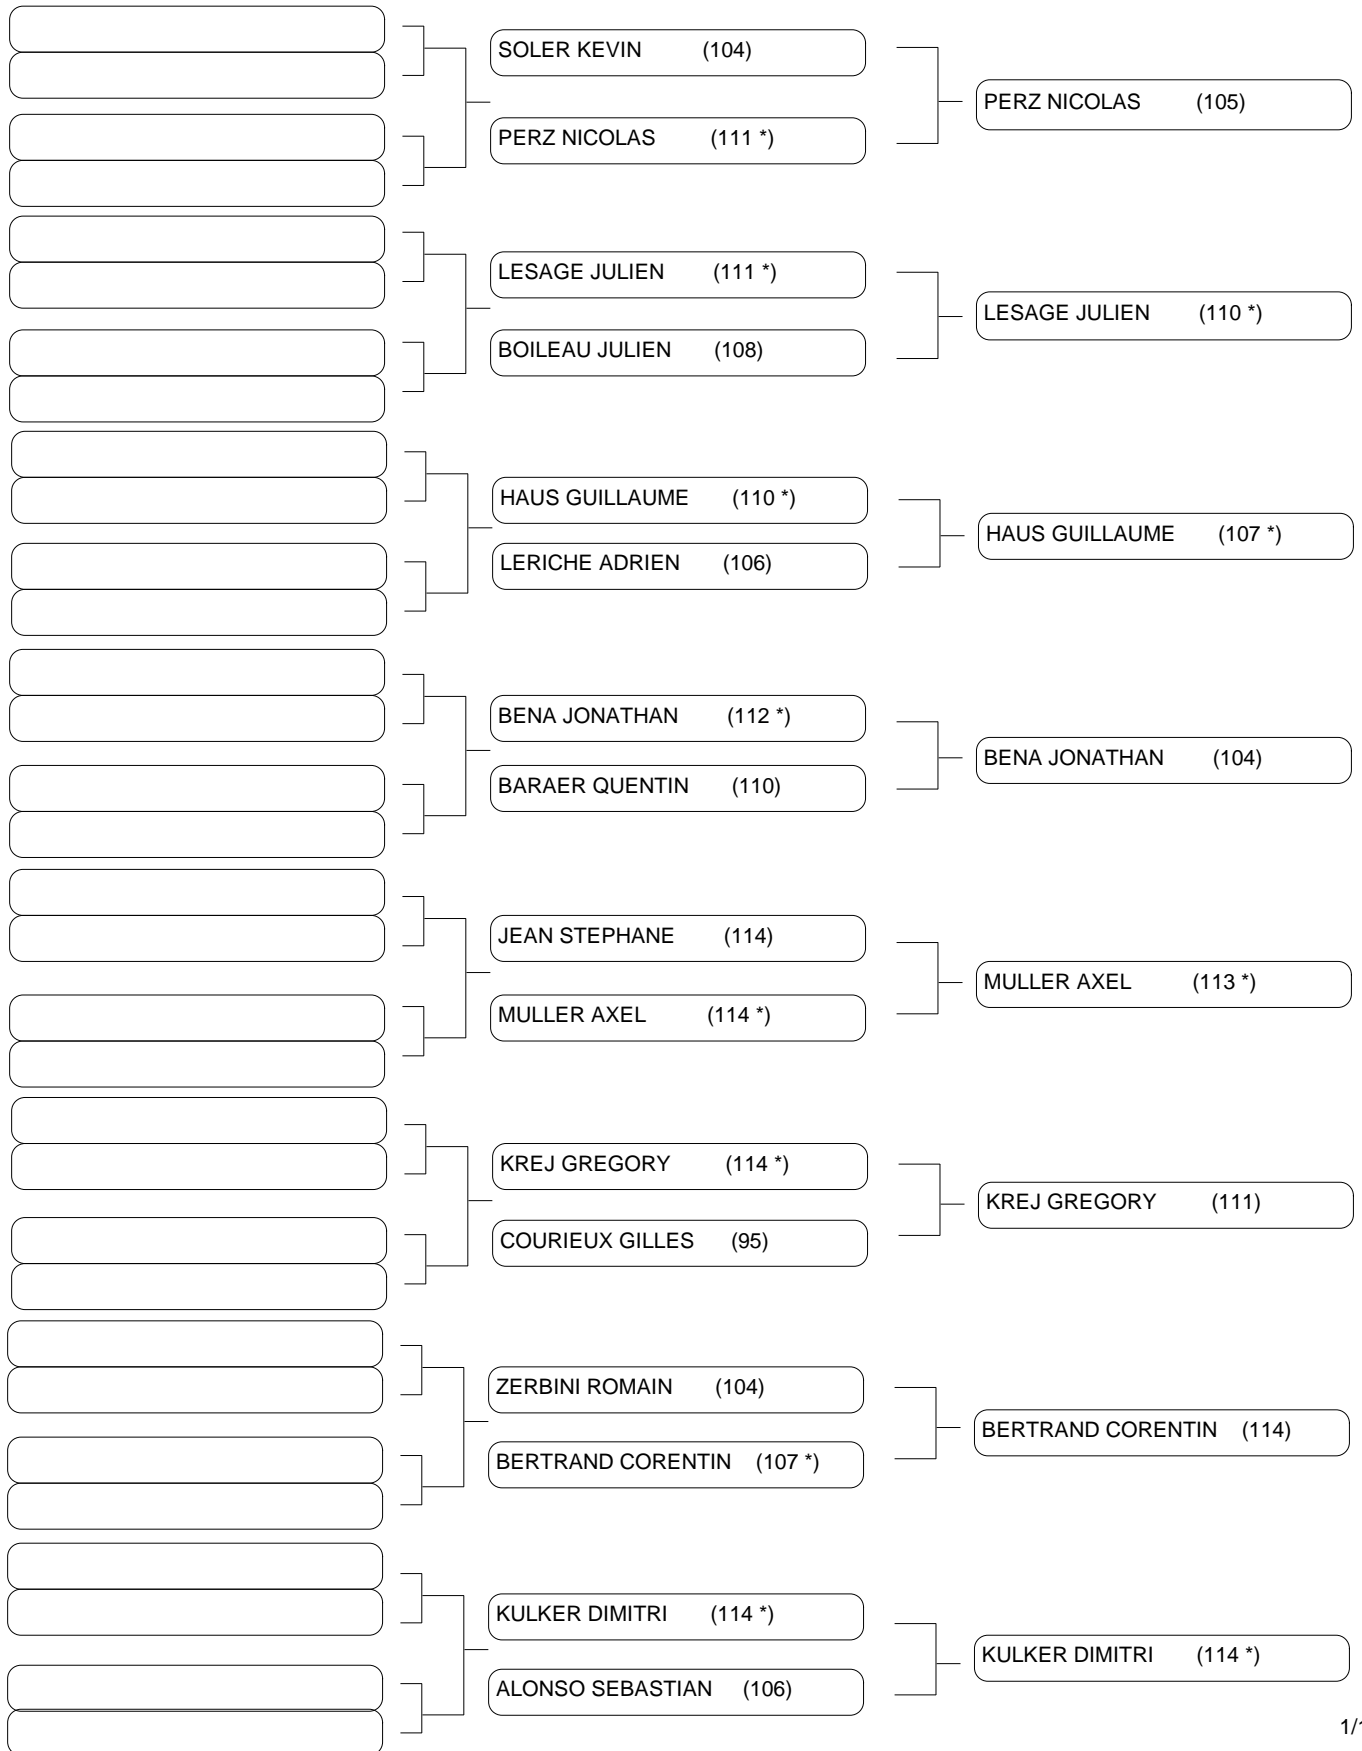 SOLER KEVIN (104)
PERZ NICOLAS (111 *)
PERZ NICOLAS (105)
LESAGE JULIEN (111 *)
BOILEAU JULIEN (108)
LESAGE JULIEN (110 *)
HAUS GUILLAUME (110 *)
LERICHE ADRIEN (106)
HAUS GUILLAUME (107 *)
BENA JONATHAN (112 *)
BARAER QUENTIN (110)
BENA JONATHAN (104)
JEAN STEPHANE (114)
MULLER AXEL (114 *)
MULLER AXEL (113 *)
KREJ GREGORY (114 *)
COURIEUX GILLES (95)
KREJ GREGORY (111)
ZERBINI ROMAIN (104)
BERTRAND CORENTIN (107 *)
BERTRAND CORENTIN (114)
KULKER DIMITRI (114 *)
ALONSO SEBASTIAN (106)
KULKER DIMITRI (114 *)
1/1